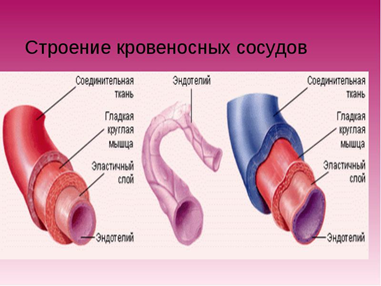 Строение кровеносных сосудов
Соединительная
ткань
Гладкая
круглая
мышца
Эластичный
слой
Эндотелий
Эндотелий
Соединительная
ткань
Гладкая
круглая
мышца
Эластичный
слой
Эндотелий